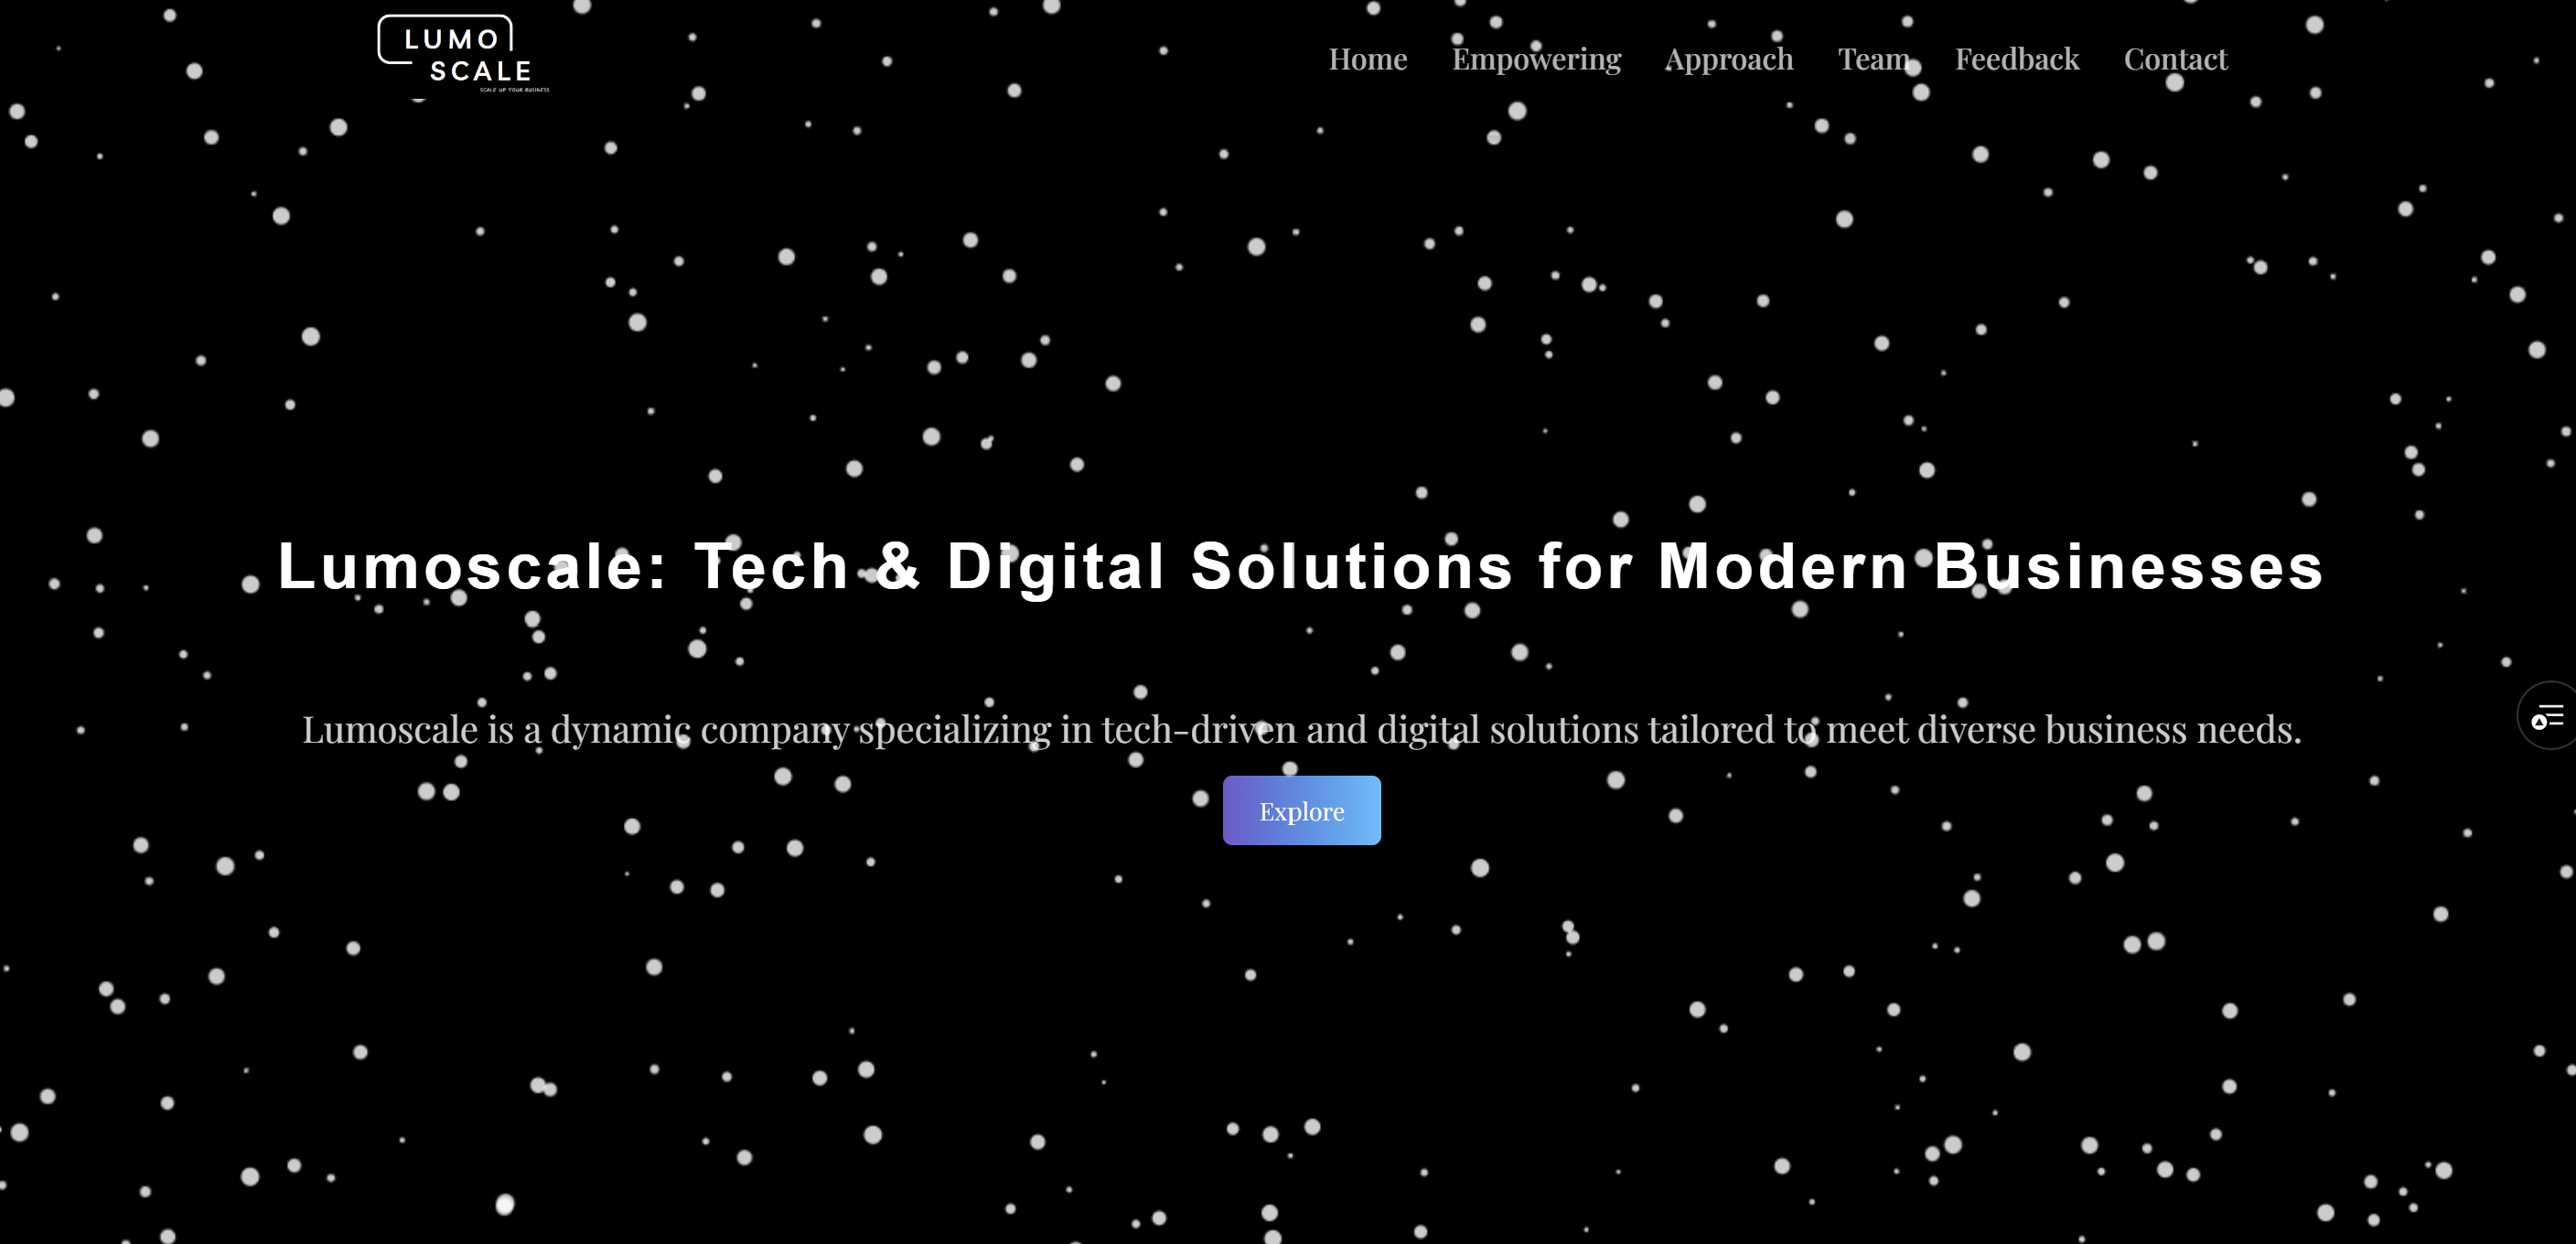 LUMO
SCALE
SCALE UP YOUR BUSINESS
Home Empowering Approach Team Feedback Contact
Lumoscale: Tech & Digital Solutions for Modern Businesses
Lumoscale is a dynamic company specializing in tech-driven and digital solutions tailored to meet diverse business needs.
Explore